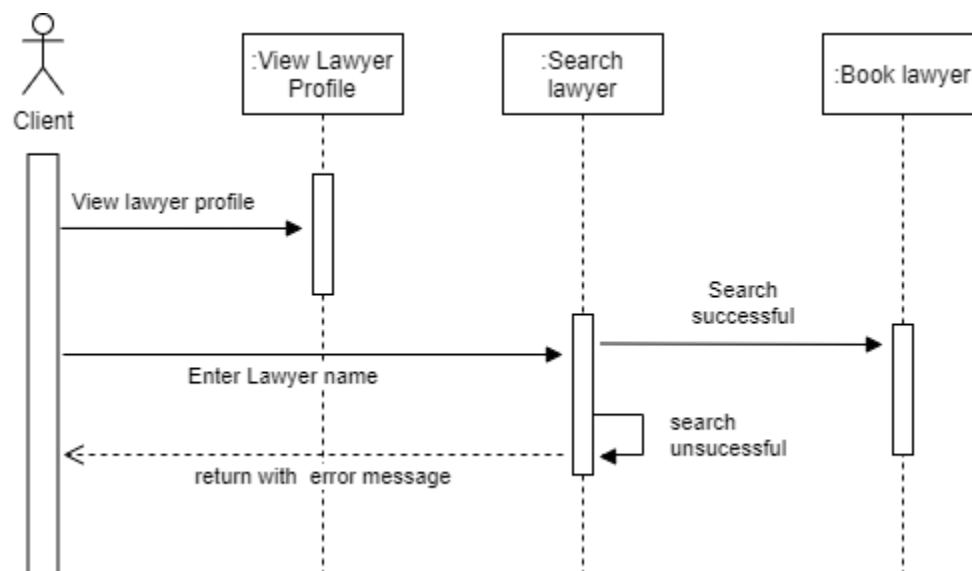 :View Lawyer
Profile
:Search
lawyer
:Book lawyer
Client
View lawyer profile
Search
successful
Enter Lawyer name
search
unsucessful
return with error message